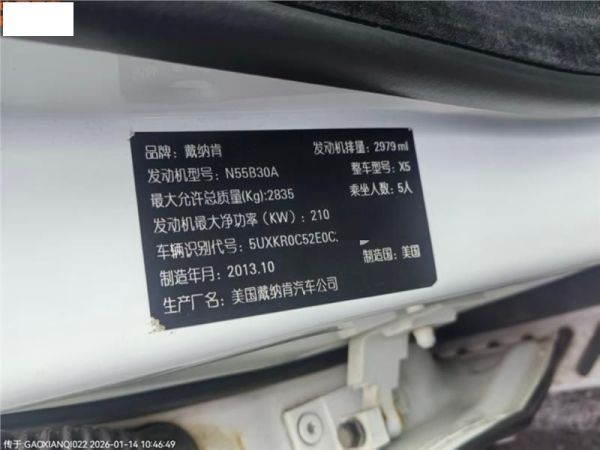 品牌：戴纳肯 发动机排量：2979ml
发动机型号：N55B30A 整车型号：X5
最大允许总质量(Kg):2835 乘坐人数：5人
发动机最大净功率（KW）：210
车辆识别代号：5UXKR0C52E0C
制造年月：2013.10 制造国：美国
生产厂名：美国戴纳肯汽车公司
传于:GAOXIANQI022 2026-01-14 10:46:49